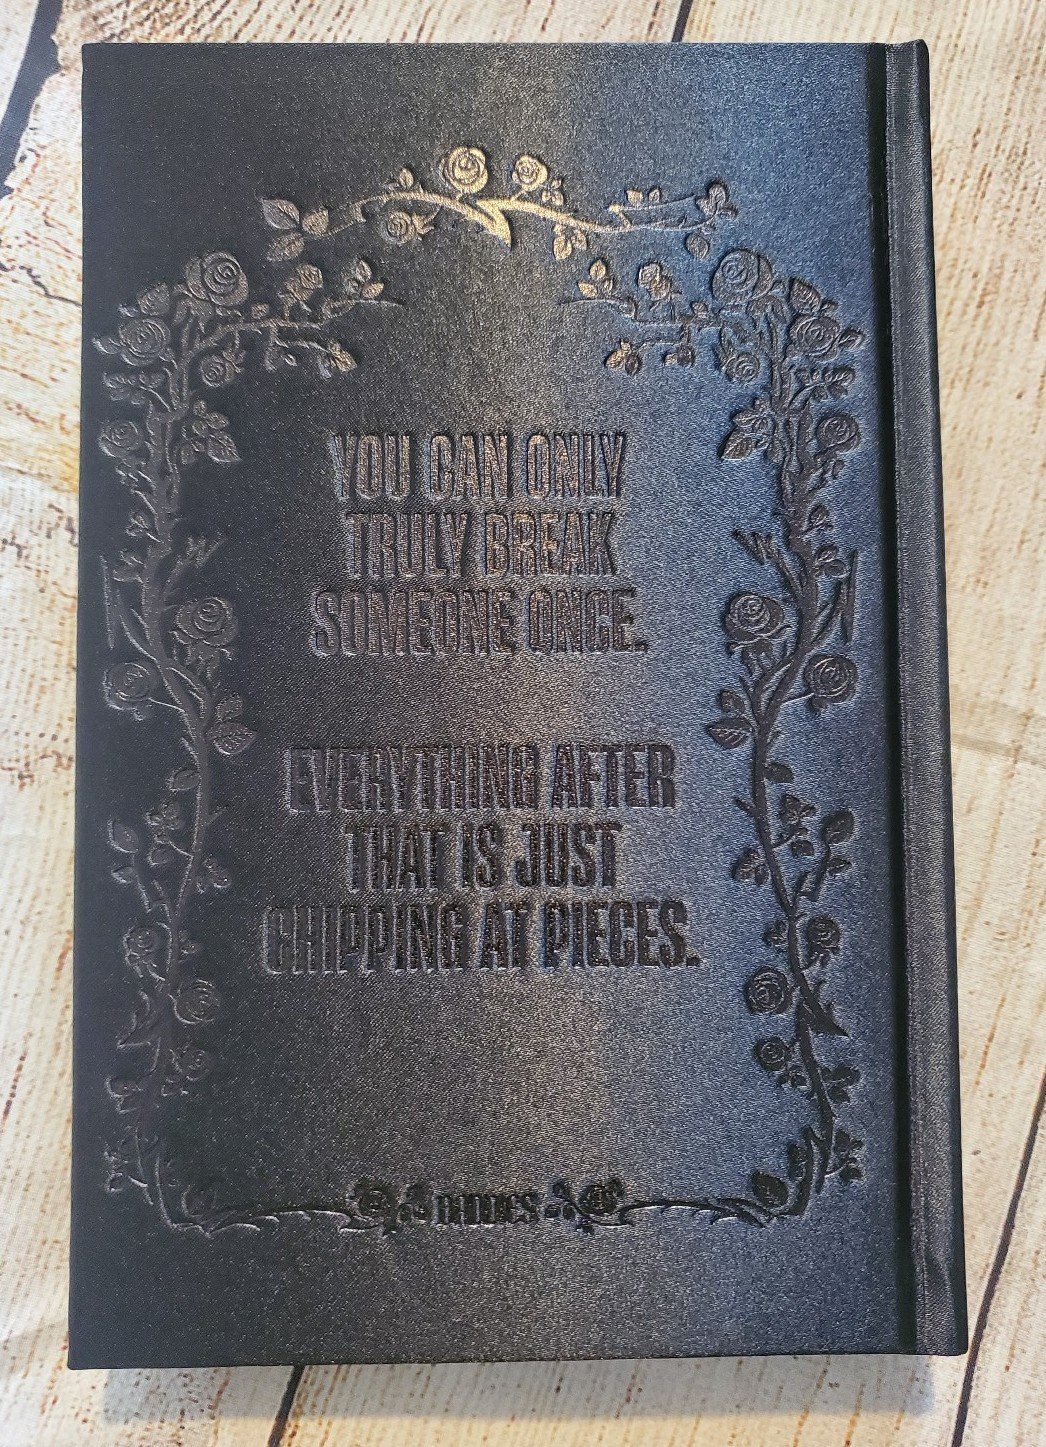 YOU CAN ONLY
TRULY BREAK
SOMEONE ONCE.
EVERYTHING AFTER
THAT IS JUST
CHIPPING AT PIECES.